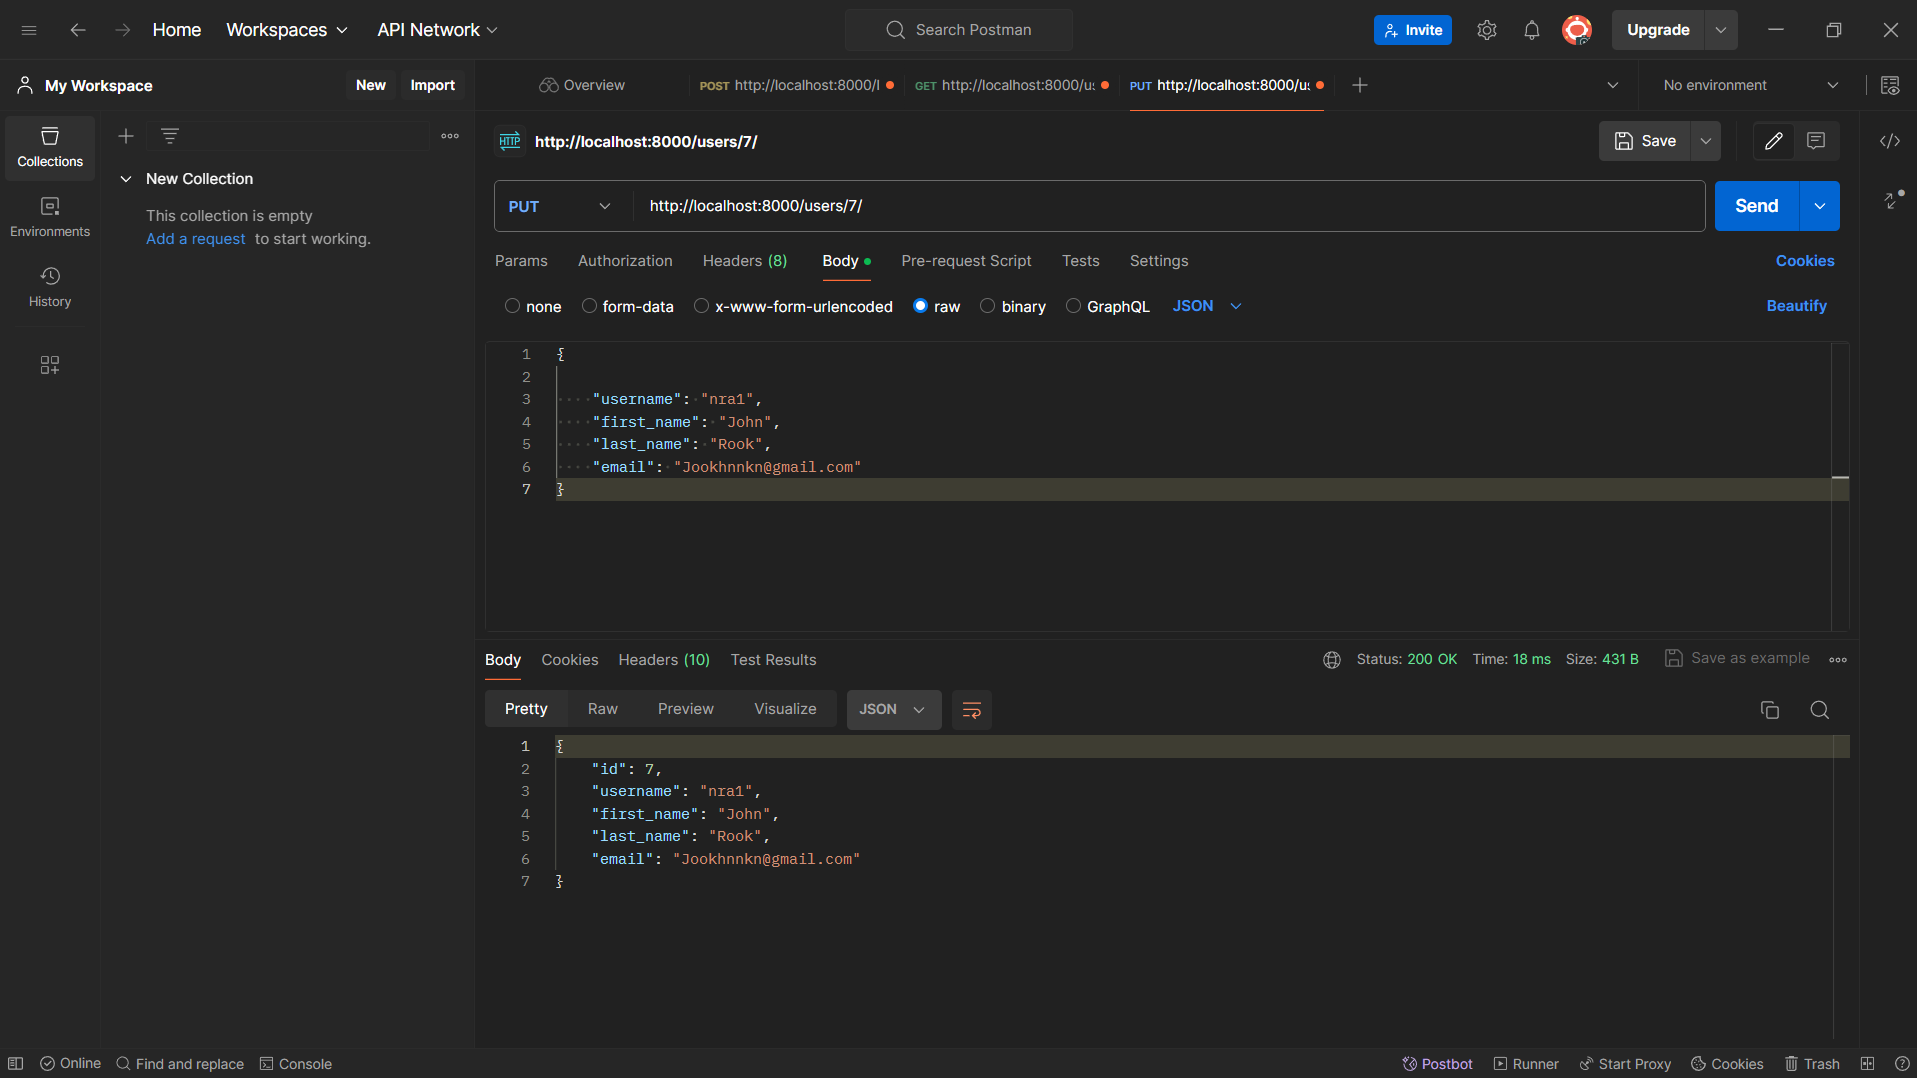 Home Workspaces API Network Search Postman Invite Upgrade
My Workspace New Import Overview POST http://localhost:8000/l GET http://localhost:8000/us PUT http://localhost:8000/us No environment
Collections
Environments
History
New Collection
This collection is empty
Add a request to start working.
HTTP http://localhost:8000/users/7/ Save
PUT http://localhost:8000/users/7/ Send
Params Authorization Headers (8) Body Pre-request Script Tests Settings Cookies
none form-data x-www-form-urlencoded raw binary GraphQL JSON Beautify
1 {
2
3 "username": "nra1",
4 "first_name": "John",
5 "last_name": "Rook",
6 "email": "Jookhnnkn@gmail.com"
7 }
Body Cookies Headers (10) Test Results Status: 200 OK Time: 18 ms Size: 431 B Save as example
Pretty Raw Preview Visualize JSON
1 {
2 "id": 7,
3 "username": "nra1",
4 "first_name": "John",
5 "last_name": "Rook",
6 "email": "Jookhnnkn@gmail.com"
7 }
Online Find and replace Console Postbot Runner Start Proxy Cookies Trash